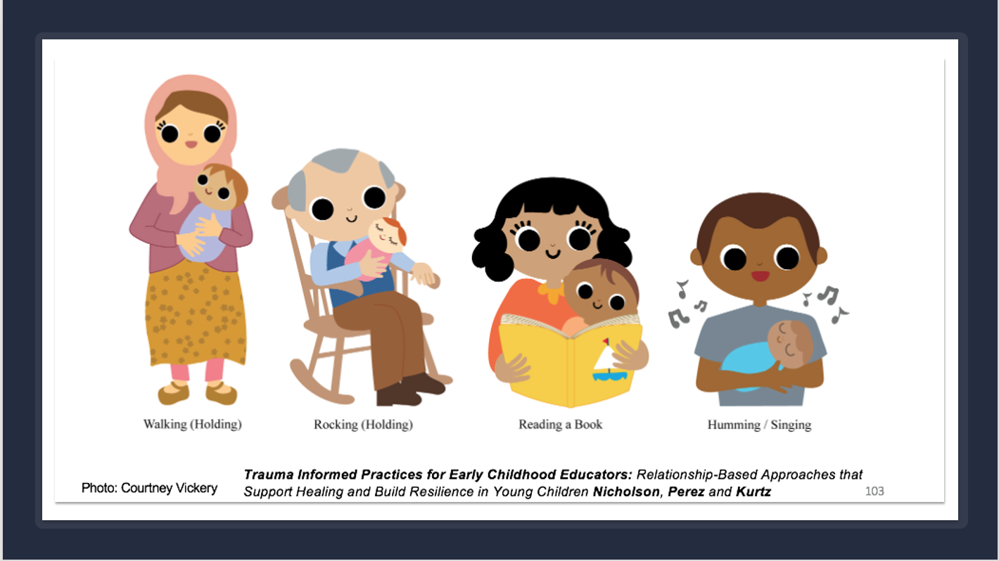 Walking (Holding)
Rocking (Holding)
Reading a Book
Humming / Singing
Photo: Courtney Vickery
Trauma Informed Practices for Early Childhood Educators: Relationship-Based Approaches that
Support Healing and Build Resilience in Young Children Nicholson, Perez and Kurtz
103